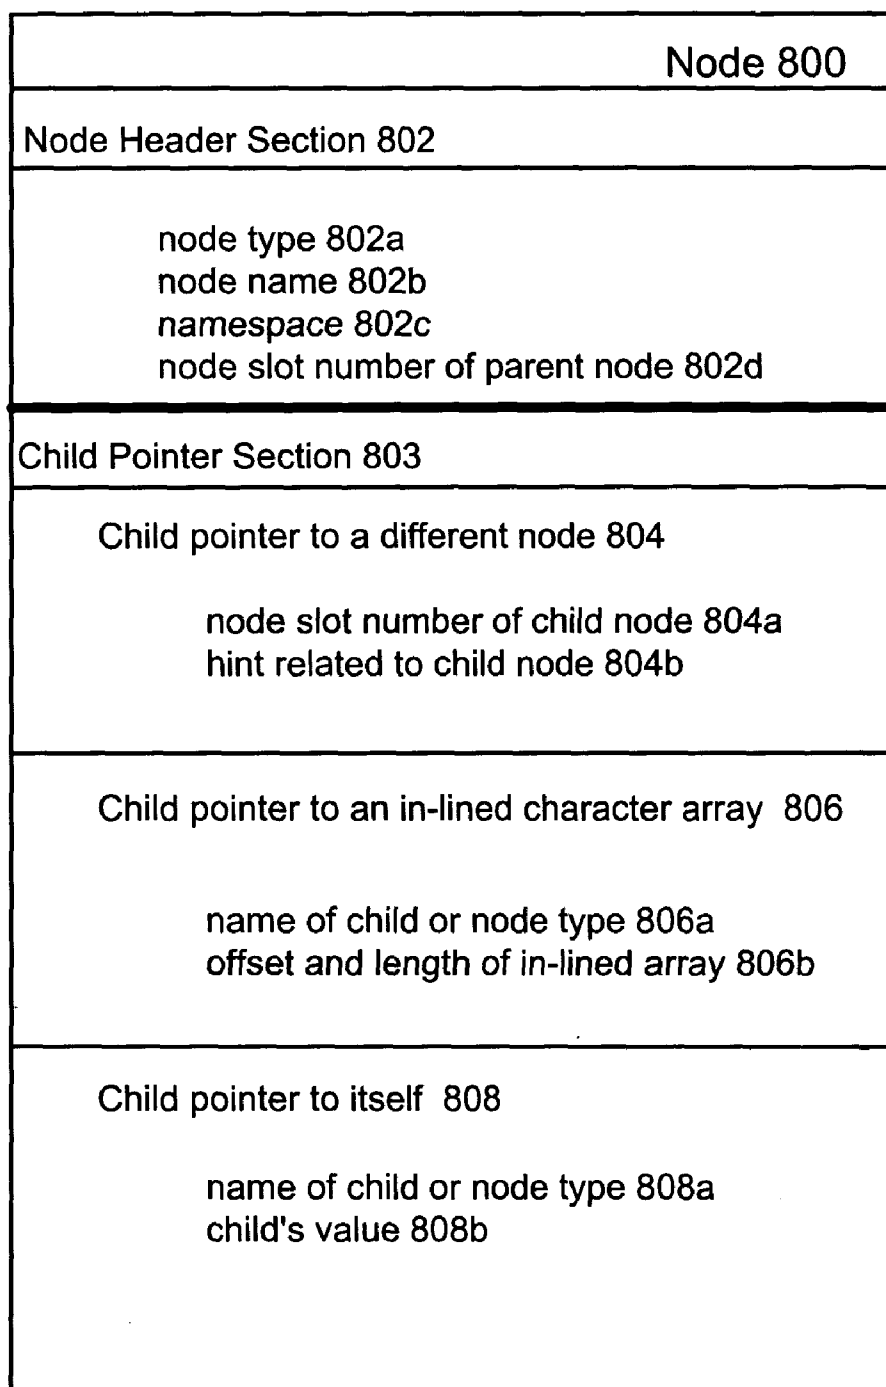 Node 800
Node Header Section 802
node type 802a
node name 802b
namespace 802c
node slot number of parent node 802d
Child Pointer Section 803
Child pointer to a different node 804
node slot number of child node 804a
hint related to child node 804b
Child pointer to an in-lined character array 806
name of child or node type 806a
offset and length of in-lined array 806b
Child pointer to itself 808
name of child or node type 808a
child's value 808b